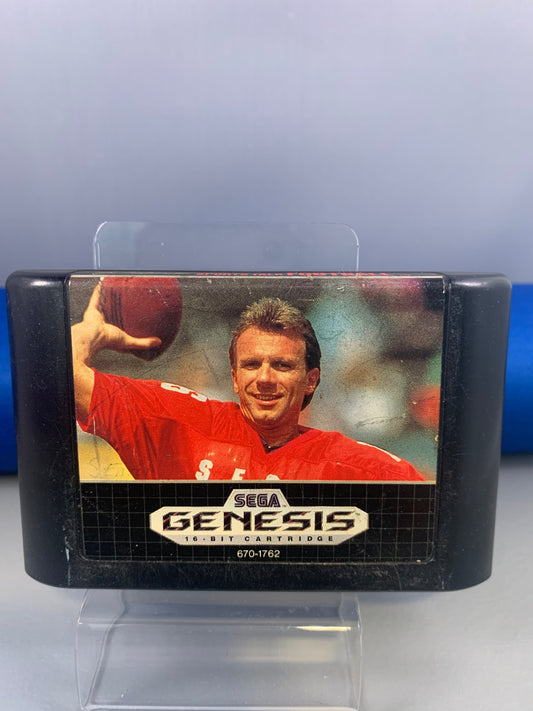 SEGA
GENESIS
16-BIT CARTRIDGE
670-1762